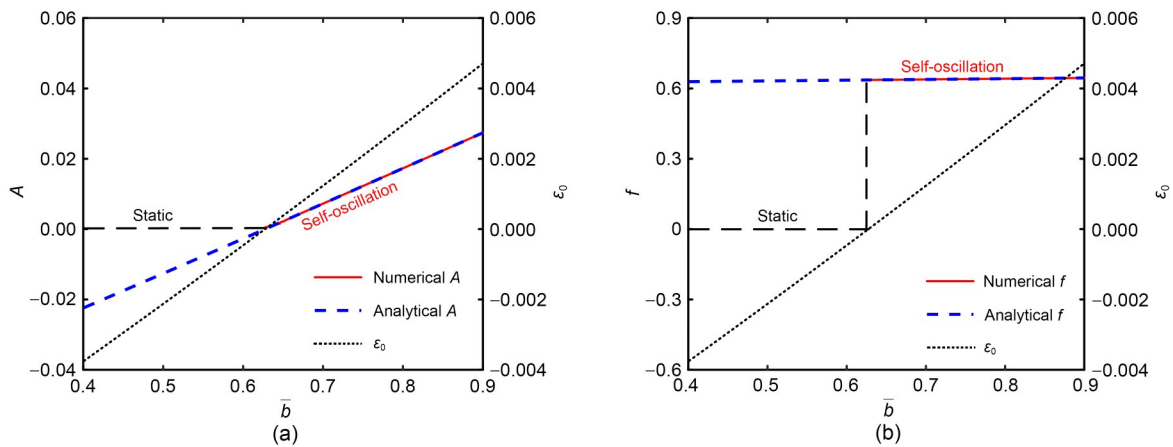 0.06
0.04
0.02
0.00
−0.02
−0.04
A
0.006
0.004
0.002
0.000
−0.002
−0.004
ε₀
Static
Self-oscillation
Numerical A
Analytical A
ε₀
0.4 0.5 0.6 0.7 0.8 0.9
b̅
(a)
0.9
0.6
0.3
0
−0.3
−0.6
f
0.006
0.004
0.002
0.000
−0.002
−0.004
ε₀
Self-oscillation
Static
Numerical f
Analytical f
ε₀
0.4 0.5 0.6 0.7 0.8 0.9
b̅
(b)